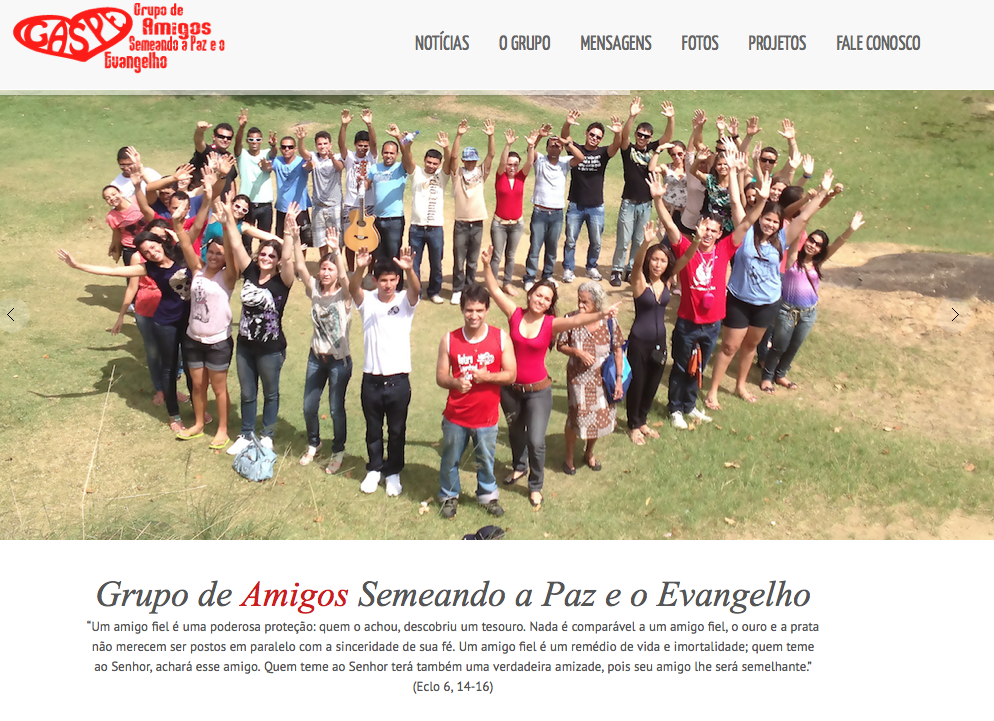 GASPE
Grupo de
Amigos
Semeando a Paz e o
Evangelho
NOTÍCIAS O GRUPO MENSAGENS FOTOS PROJETOS FALE CONOSCO
Grupo de Amigos Semeando a Paz e o Evangelho
“Um amigo fiel é uma poderosa proteção: quem o achou, descobriu um tesouro. Nada é comparável a um amigo fiel, o ouro e a prata
não merecem ser postos em paralelo com a sinceridade de sua fé. Um amigo fiel é um remédio de vida e imortalidade; quem teme
ao Senhor, achará esse amigo. Quem teme ao Senhor terá também uma verdadeira amizade, pois seu amigo lhe será semelhante.”
(Eclo 6, 14-16)